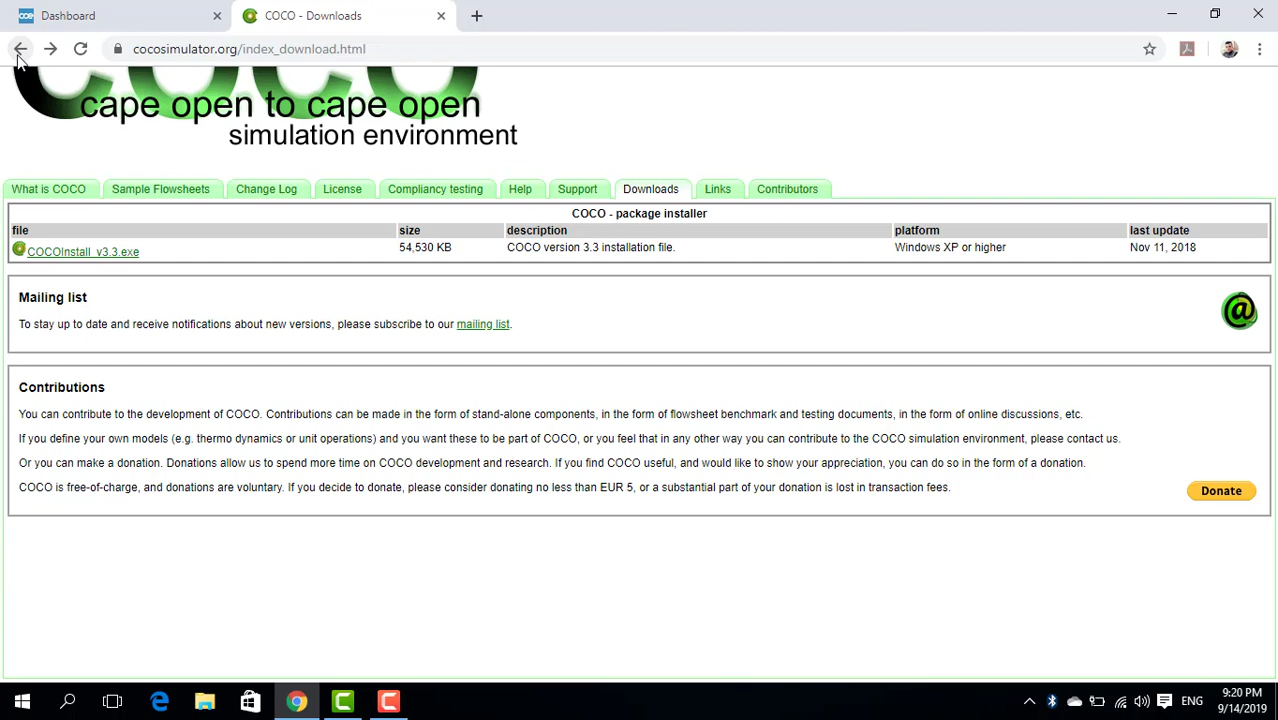 Dashboard
COCO - Downloads
cocosimulator.org/index_download.html
coco
cape open to cape open
simulation environment
What is COCO Sample Flowsheets Change Log License Compliancy testing Help Support Downloads Links Contributors
COCO - package installer
file size description platform last update
COCOInstall_v3.3.exe 54,530 KB COCO version 3.3 installation file. Windows XP or higher Nov 11, 2018
Mailing list
To stay up to date and receive notifications about new versions, please subscribe to our mailing list.
@
Contributions
You can contribute to the development of COCO. Contributions can be made in the form of stand-alone components, in the form of flowsheet benchmark and testing documents, in the form of online discussions, etc.
If you define your own models (e.g. thermo dynamics or unit operations) and you want these to be part of COCO, or you feel that in any other way you can contribute to the COCO simulation environment, please contact us.
Or you can make a donation. Donations allow us to spend more time on COCO development and research. If you find COCO useful, and would like to show your appreciation, you can do so in the form of a donation.
COCO is free-of-charge, and donations are voluntary. If you decide to donate, please consider donating no less than EUR 5, or a substantial part of your donation is lost in transaction fees.
Donate
ENG
9:20 PM
9/14/2019